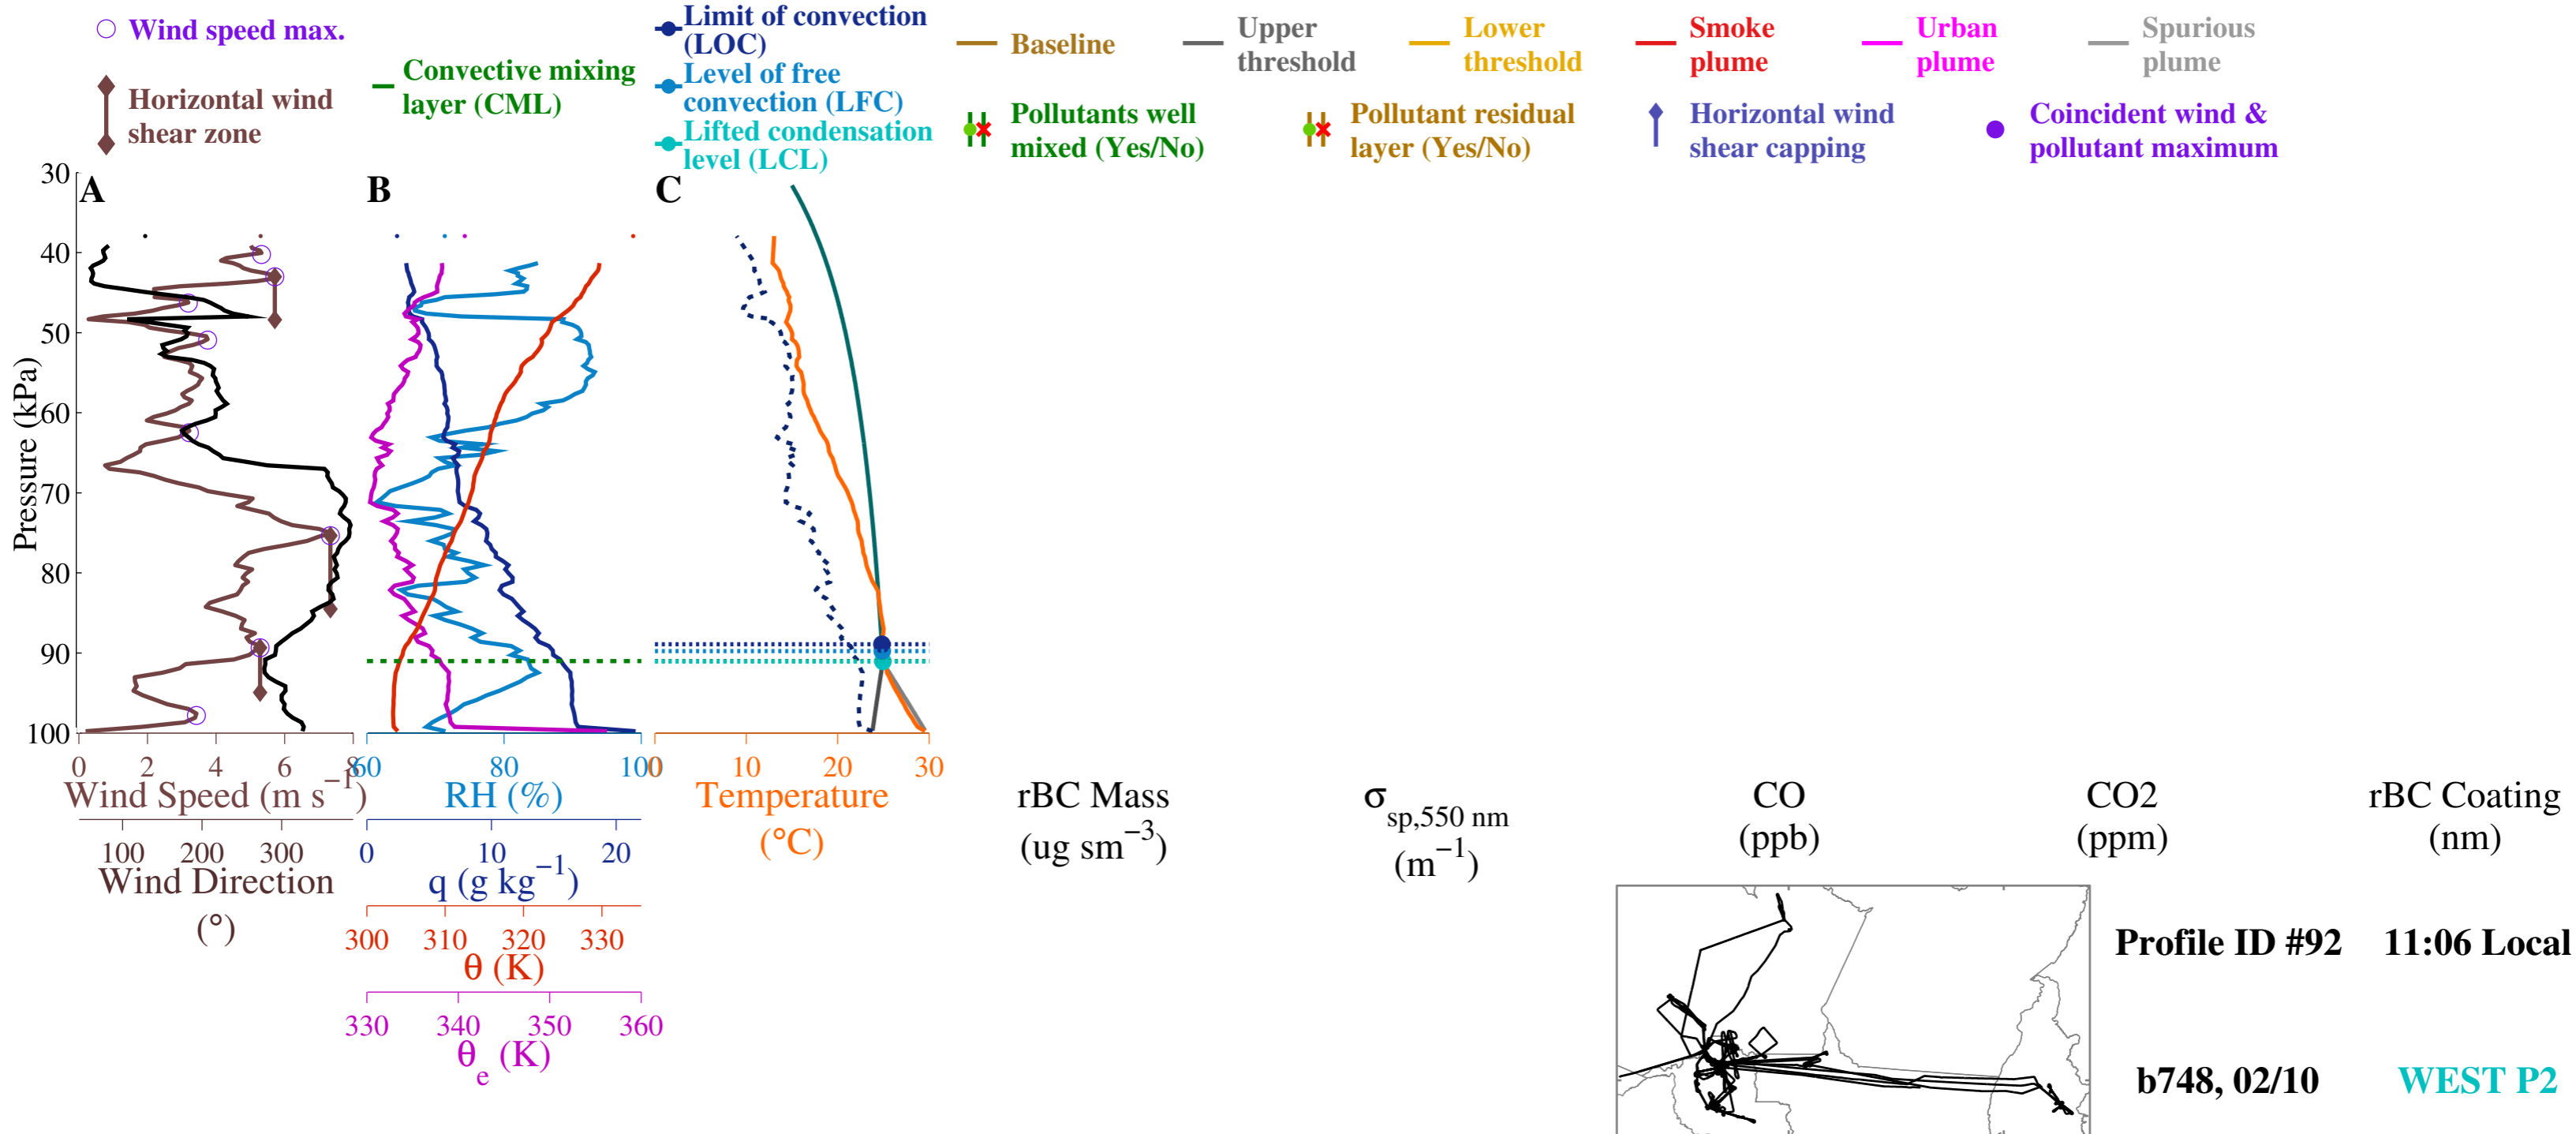 Wind speed max.
Horizontal wind
shear zone
Convective mixing
layer (CML)
Limit of convection
(LOC)
Level of free
convection (LFC)
Lifted condensation
level (LCL)
Baseline
Upper
threshold
Lower
threshold
Smoke
plume
Urban
plume
Spurious
plume
Pollutants well
mixed (Yes/No)
Pollutant residual
layer (Yes/No)
Horizontal wind
shear capping
Coincident wind &
pollutant maximum
A
B
C
Pressure (kPa)
30
40
50
60
70
80
90
100
0 2 4 6 8
Wind Speed (m s−1)
100 200 300
Wind Direction
(°)
60 80 100
RH (%)
0 10 20
q (g kg−1)
300 310 320 330
θ (K)
330 340 350 360
θe (K)
0 10 20 30
Temperature
(°C)
rBC Mass
(ug sm−3)
σsp,550 nm
(m−1)
CO
(ppb)
CO2
(ppm)
rBC Coating
(nm)
Profile ID #92 11:06 Local
b748, 02/10 WEST P2